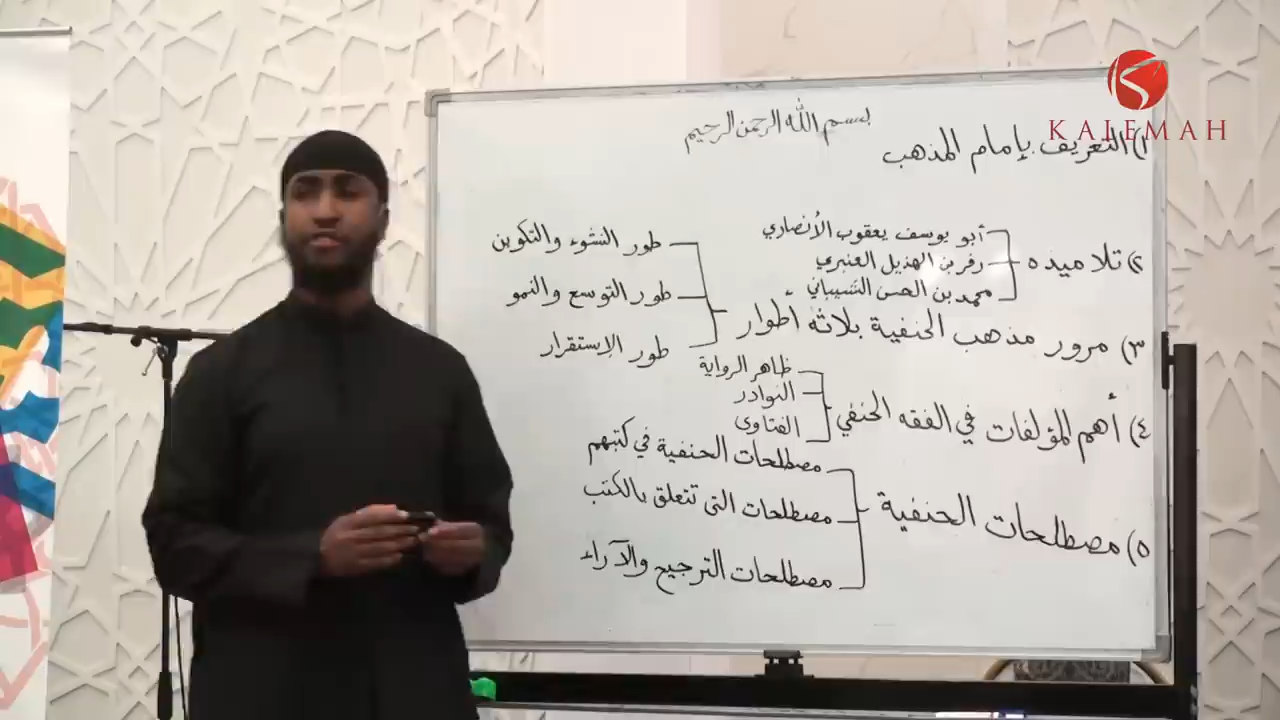 KALEMAH
بسم الله الرحمن الرحيم
١) التعريف بإمام المذهب
٢) تلاميذه
أبو يوسف يعقوب الأنصاري
زفر بن الهذيل العنبري
محمد بن الحسن الشيباني
٣) مرور مذهب الحنفية بثلاثة أطوار
طور النشوء والتكوين
طور التوسع والنمو
طور الإستقرار
٤) أهم المؤلفات في الفقه الحنفي
ظاهر الرواية
النوادر
الفتاوى
٥) مصطلحات الحنفية
مصطلحات الحنفية في كتبهم
مصطلحات التي تتعلق بالكتب
مصطلحات الترجيح والآراء